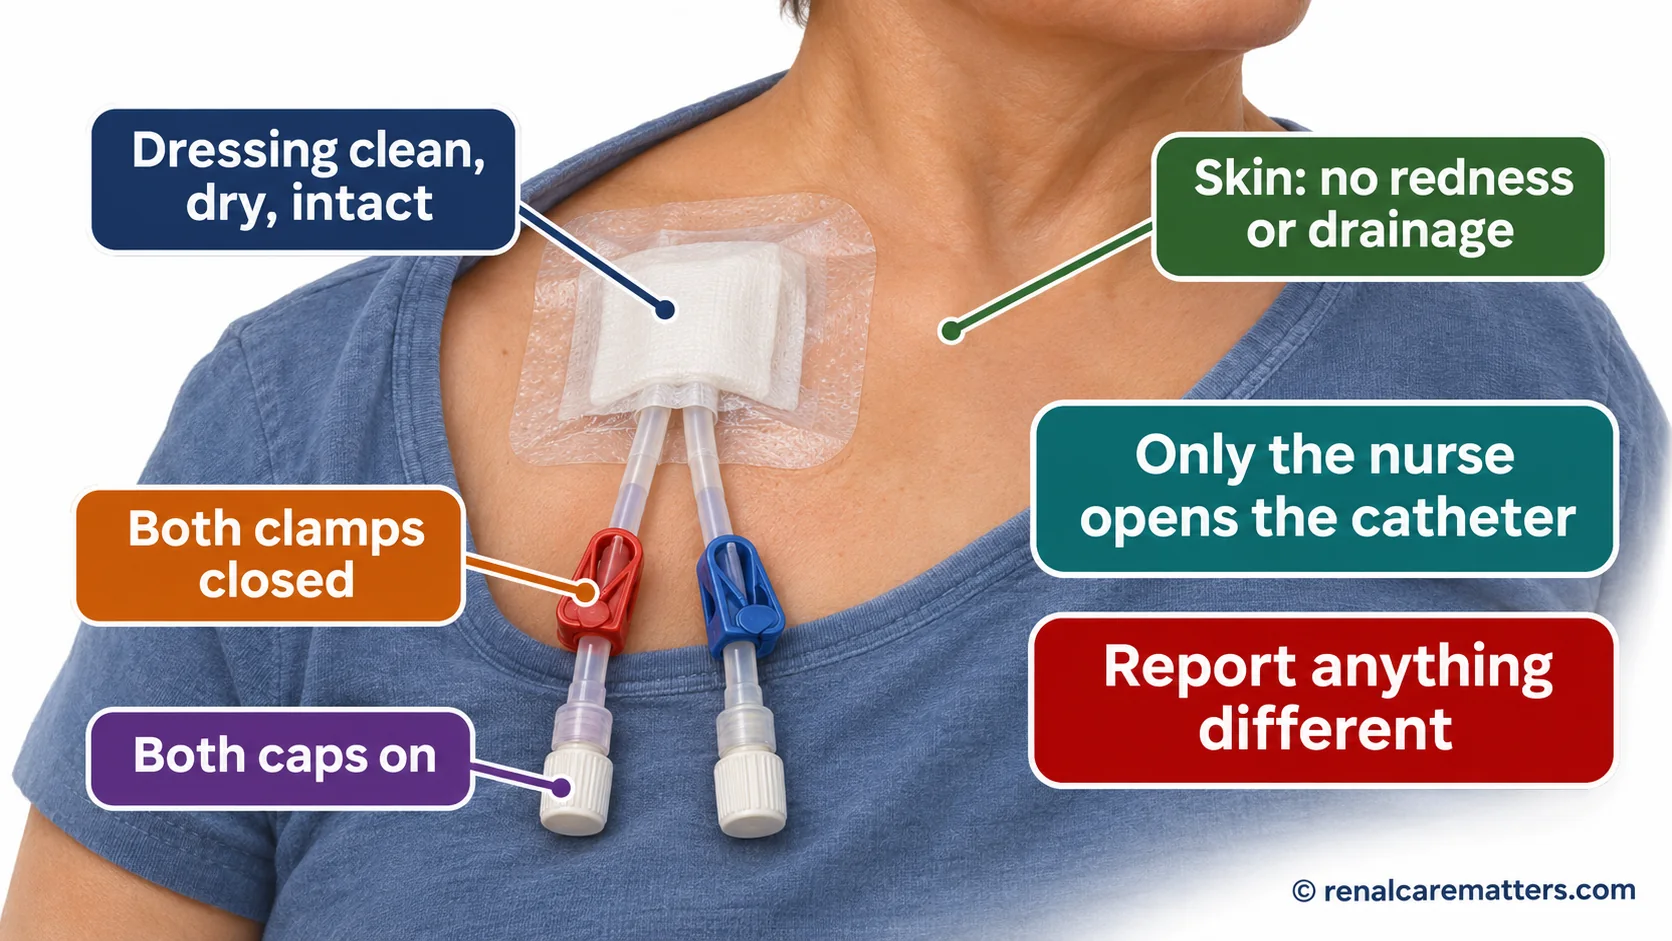 Dressing clean,
dry, intact
Skin: no redness
or drainage
Only the nurse
opens the catheter
Both clamps
closed
Report anything
different
Both caps on
© renalcarematters.com